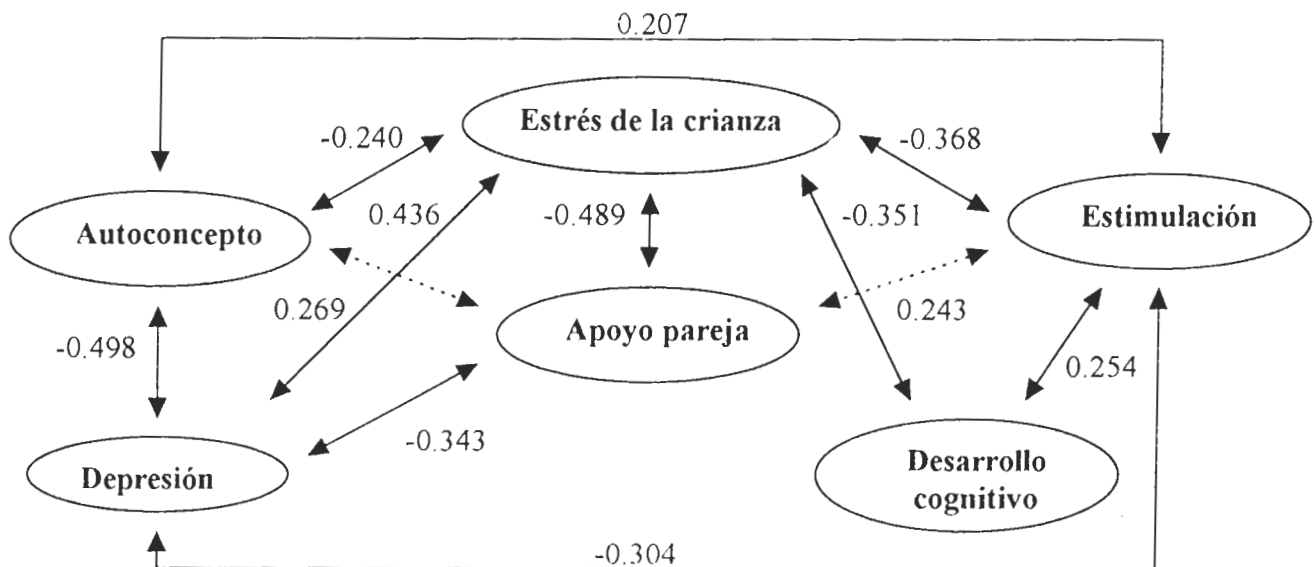 0.207
Estrés de la crianza
-0.240
-0.368
0.436
-0.489
-0.351
Autoconcepto
Estimulación
0.269
Apoyo pareja
0.243
-0.498
0.254
-0.343
Depresión
Desarrollo
cognitivo
-0.304